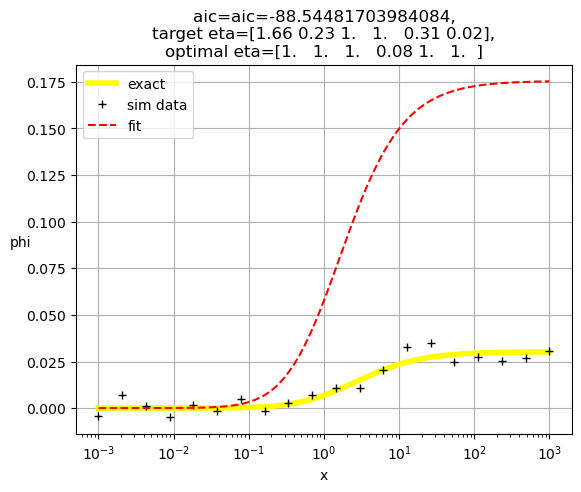 aic=aic=-88.54481703984084,
target eta=[1.66 0.23 1. 1. 0.31 0.02],
optimal eta=[1. 1. 1. 0.08 1. 1. ]
exact
sim data
fit
0.175
0.150
0.125
0.100
0.075
0.050
0.025
0.000
phi
10⁻³ 10⁻² 10⁻¹ 10⁰ 10¹ 10² 10³
x